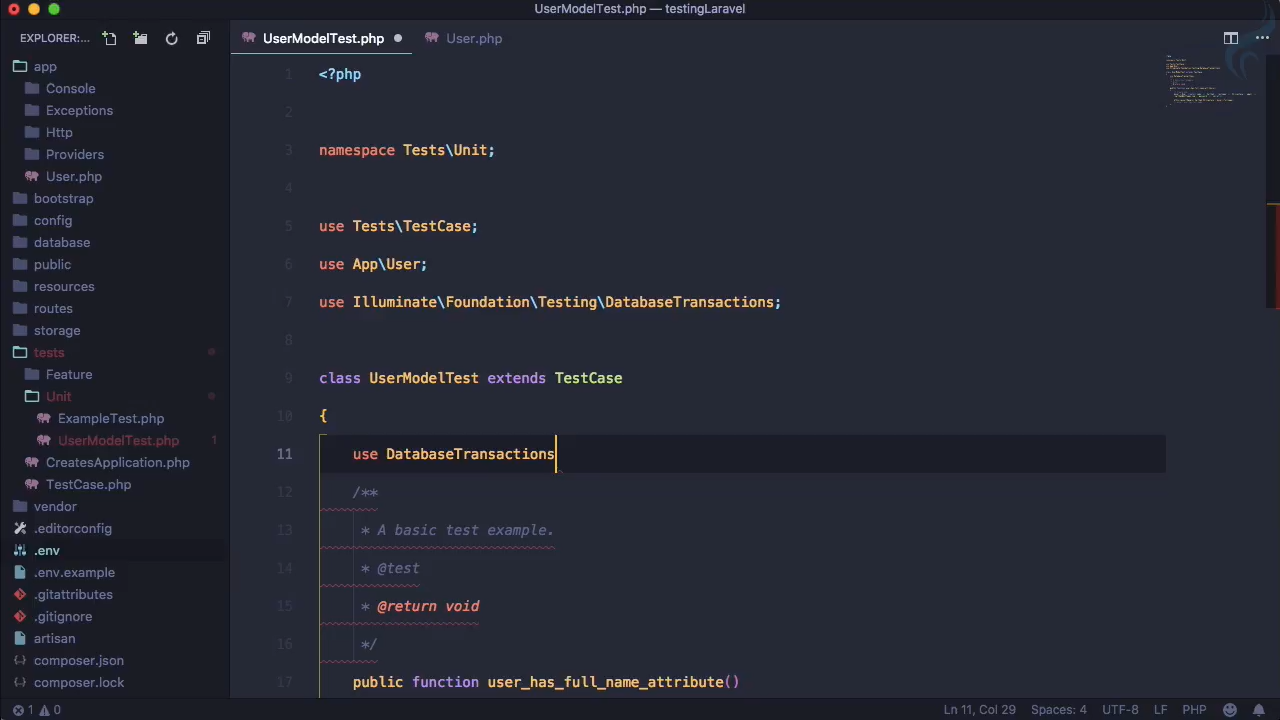 UserModelTest.php — testingLaravel
EXPLORER:...
UserModelTest.php
User.php
app
Console
Exceptions
Http
Providers
User.php
bootstrap
config
database
public
resources
routes
storage
tests
Feature
Unit
ExampleTest.php
UserModelTest.php 1
CreatesApplication.php
TestCase.php
vendor
.editorconfig
.env
.env.example
.gitattributes
.gitignore
artisan
composer.json
composer.lock
1 <?php
2
3 namespace Tests\Unit;
4
5 use Tests\TestCase;
6 use App\User;
7 use Illuminate\Foundation\Testing\DatabaseTransactions;
8
9 class UserModelTest extends TestCase
10 {
11 use DatabaseTransactions
12 /**
13 * A basic test example.
14 * @test
15 * @return void
16 */
17 public function user_has_full_name_attribute()
1 0
Ln 11, Col 29
Spaces: 4
UTF-8
LF
PHP